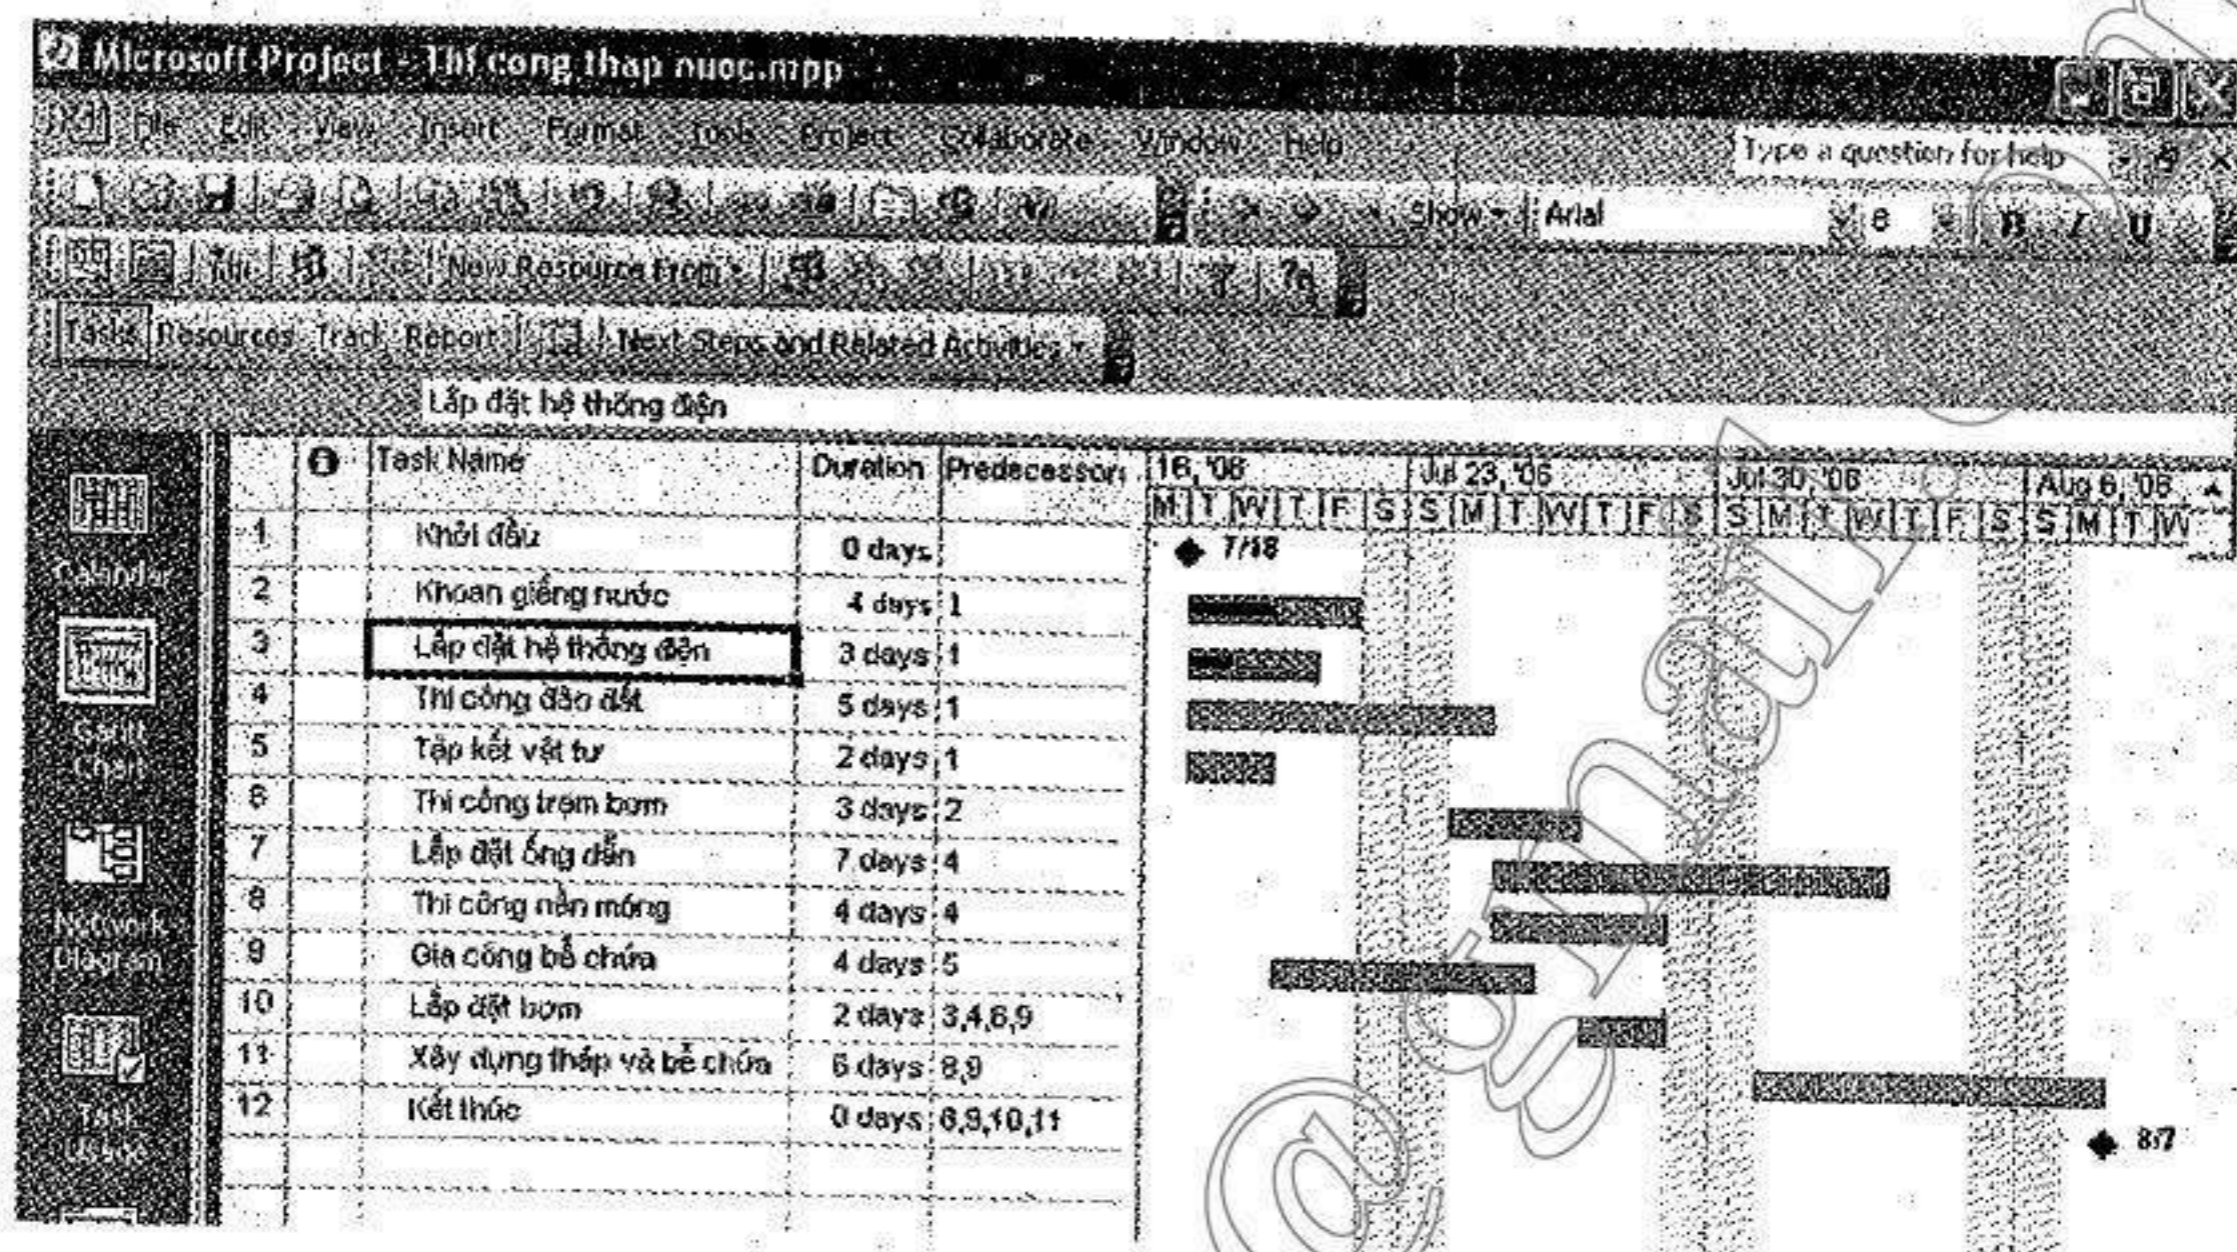 Microsoft Project - Thi cong thap nuoc.mpp
File Edit View Insert Format Tools Project Collaborate Window Help
Type a question for help
Show Arial 8 B I U
New Resource From
Tasks Resources Track Report Next Steps and Related Activities
Lắp đặt hệ thống điện
Task Name Duration Predecessors 16, '06 Jul 23, '06 Jul 30, '06 Aug 6, '06
M T W T F S S M T W T F S S M T W T F S S M T W
1 Khởi đầu 0 days 7/18
Calendar
2 Khoan giếng nước 4 days 1
3 Lắp đặt hệ thống điện 3 days 1
4 Thi công đào đất 5 days 1
Gantt
Chart
5 Tập kết vật tư 2 days 1
6 Thi công trạm bơm 3 days 2
7 Lắp đặt ống dẫn 7 days 4
8 Thi công nền móng 4 days 4
Network
Diagram
9 Gia công bể chứa 4 days 5
10 Lắp đặt bơm 2 days 3,4,6,9
11 Xây dựng tháp và bể chứa 6 days 8,9
12 Kết thúc 0 days 10,11
Task
Usage
8/7
@gmail